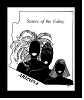 Sisters of the Valley
ARIZONA